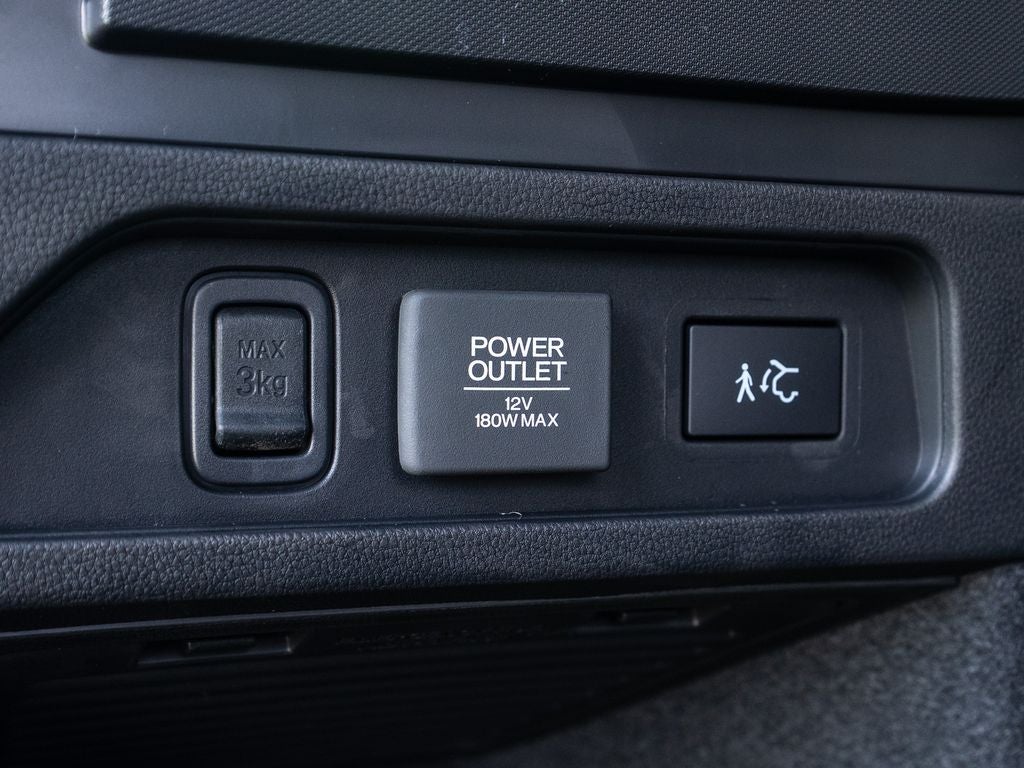 MAX
3kg
POWER
OUTLET
12V
180W MAX